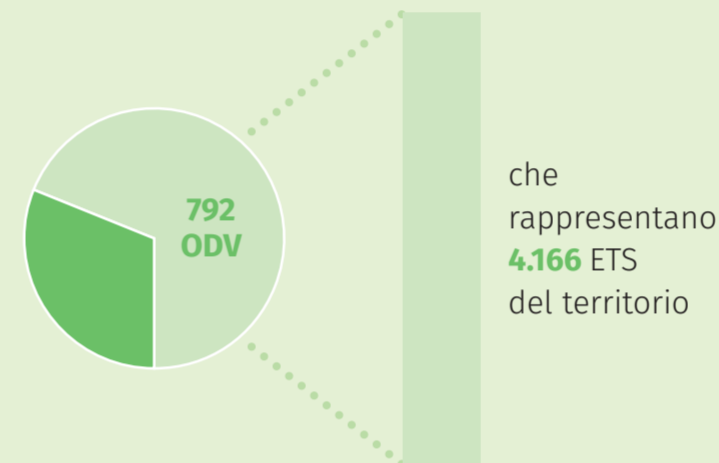 792
ODV
che
rappresentano
4.166 ETS
del territorio